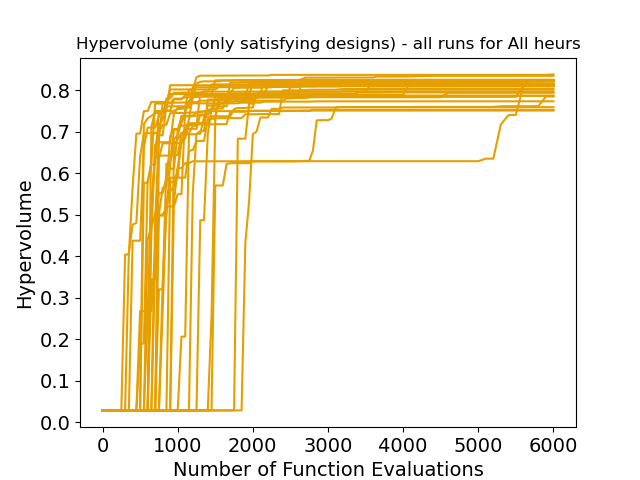 Hypervolume (only satisfying designs) - all runs for All heurs
Hypervolume
0.8
0.7
0.6
0.5
0.4
0.3
0.2
0.1
0.0
0 1000 2000 3000 4000 5000 6000
Number of Function Evaluations